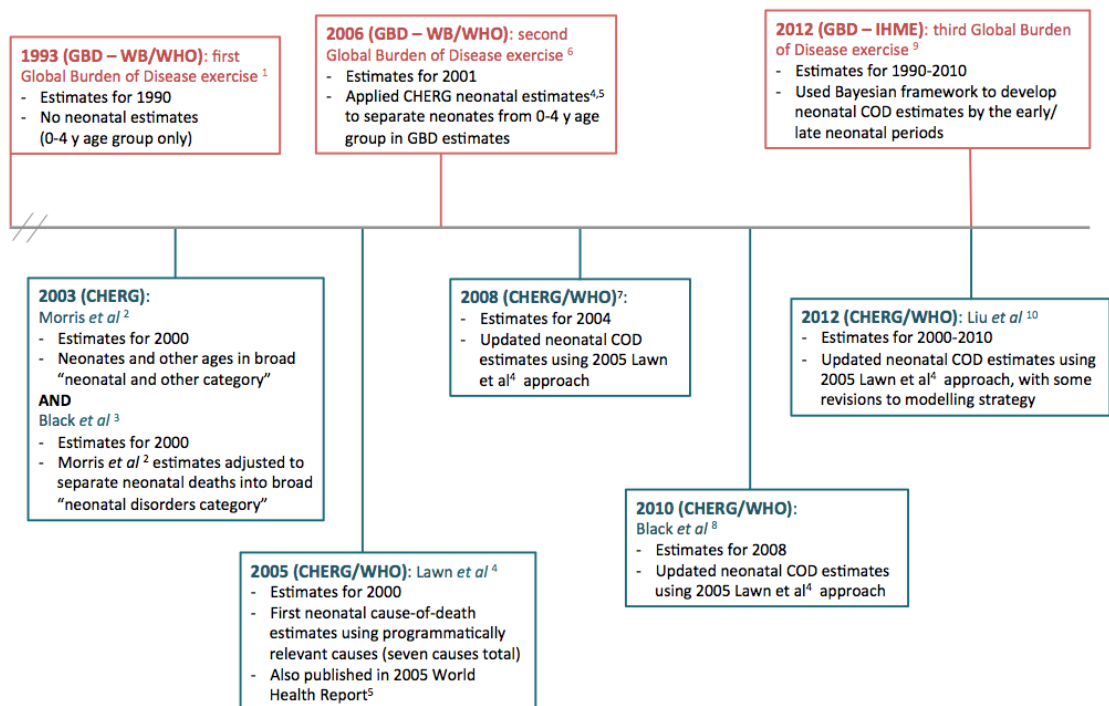 1993 (GBD – WB/WHO): first
Global Burden of Disease exercise 1
- Estimates for 1990
- No neonatal estimates
(0-4 y age group only)
2006 (GBD – WB/WHO): second
Global Burden of Disease exercise 6
- Estimates for 2001
- Applied CHERG neonatal estimates4,5
to separate neonates from 0-4 y age
group in GBD estimates
2012 (GBD – IHME): third Global Burden
of Disease exercise 9
- Estimates for 1990-2010
- Used Bayesian framework to develop
neonatal COD estimates by the early/
late neonatal periods
2003 (CHERG):
Morris et al 2
- Estimates for 2000
- Neonates and other ages in broad
“neonatal and other category”
AND
Black et al 3
- Estimates for 2000
- Morris et al 2 estimates adjusted to
separate neonatal deaths into broad
“neonatal disorders category”
2005 (CHERG/WHO): Lawn et al 4
- Estimates for 2000
- First neonatal cause-of-death
estimates using programmatically
relevant causes (seven causes total)
- Also published in 2005 World
Health Report5
2008 (CHERG/WHO)7:
- Estimates for 2004
- Updated neonatal COD
estimates using 2005 Lawn
et al4 approach
2010 (CHERG/WHO):
Black et al 8
- Estimates for 2008
- Updated neonatal COD estimates
using 2005 Lawn et al4 approach
2012 (CHERG/WHO): Liu et al 10
- Estimates for 2000-2010
- Updated neonatal COD estimates using
2005 Lawn et al4 approach, with some
revisions to modelling strategy